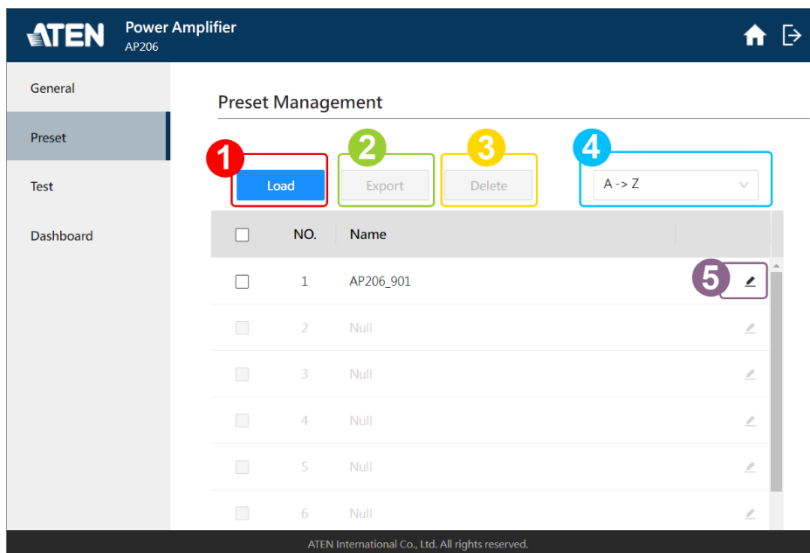 ATEN Power Amplifier
AP206
General
Preset
Test
Dashboard
Preset Management
1 2 3 4
Load Export Delete A -> Z
NO. Name
1 AP206_901 5
2 Null
3 Null
4 Null
5 Null
6 Null
ATEN International Co., Ltd. All rights reserved.